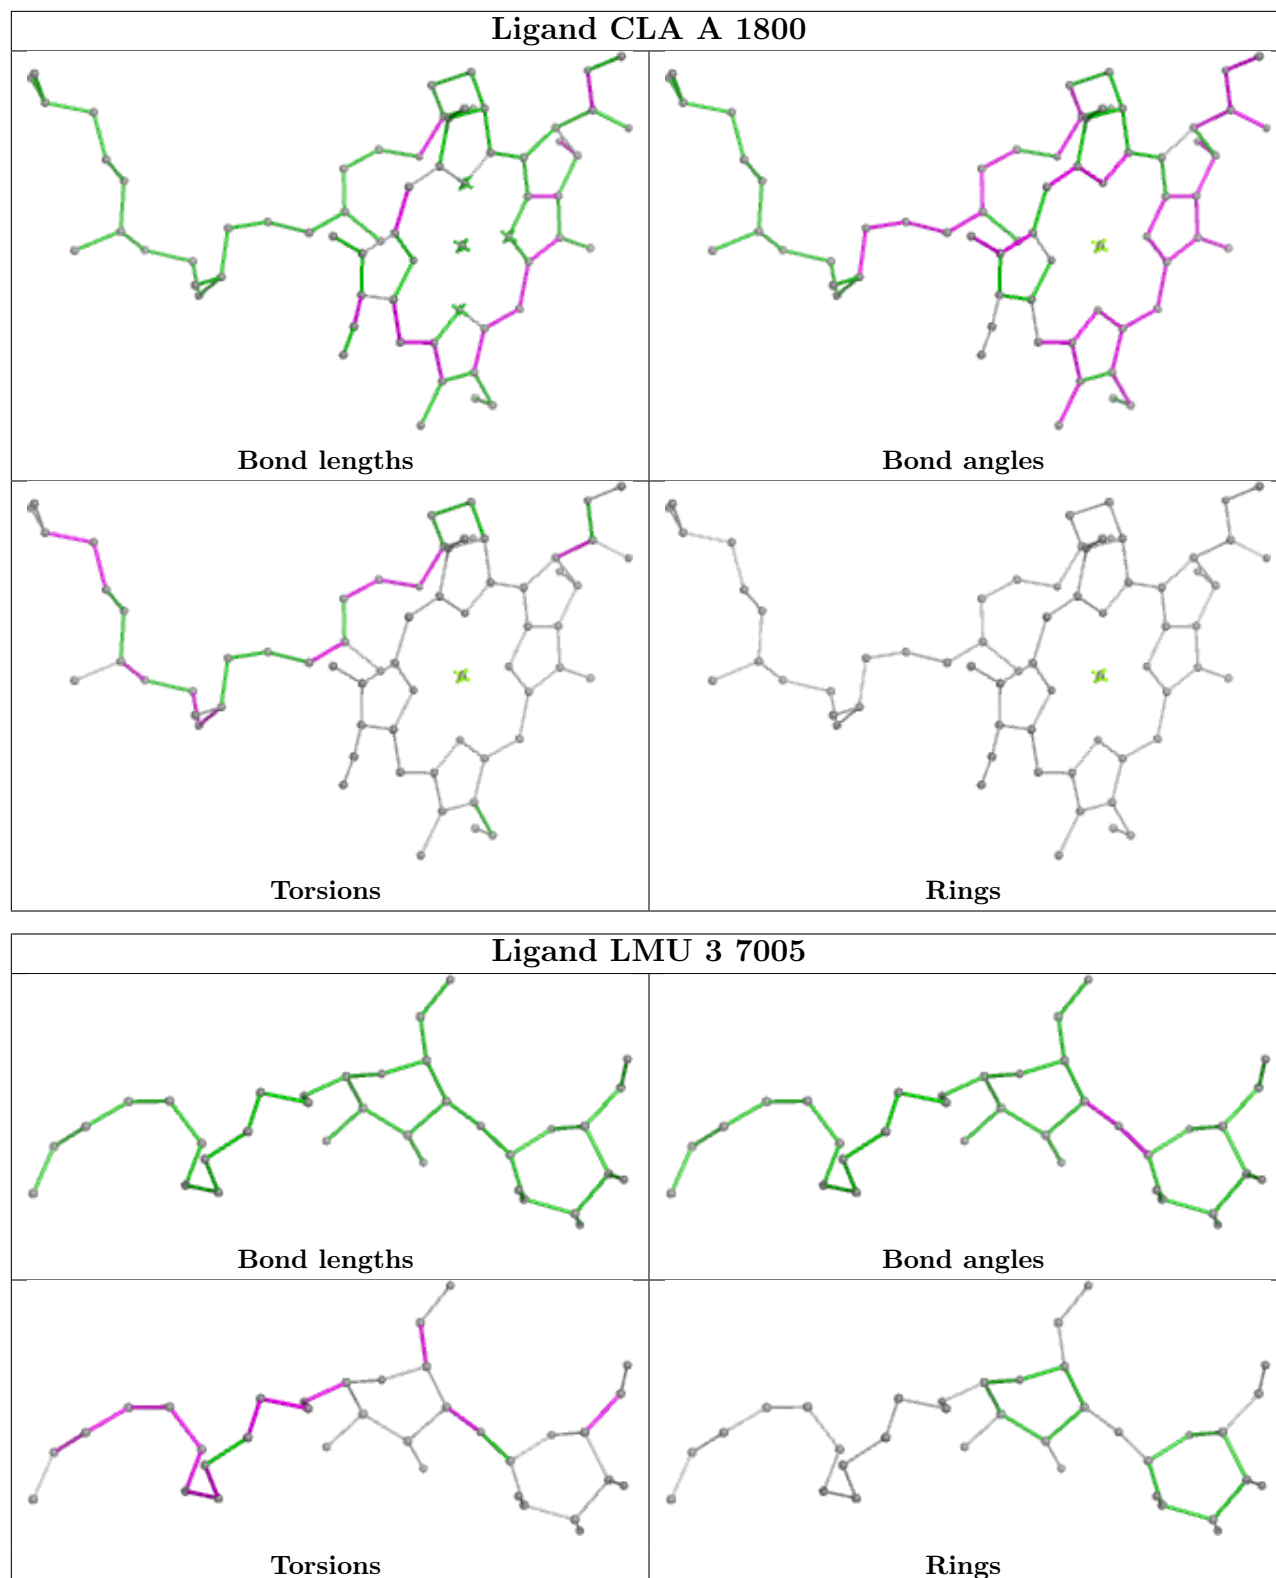 Ligand CLA A 1800
Bond lengths
Bond angles
Torsions
Rings
Ligand LMU 3 7005
Bond lengths
Bond angles
Torsions
Rings